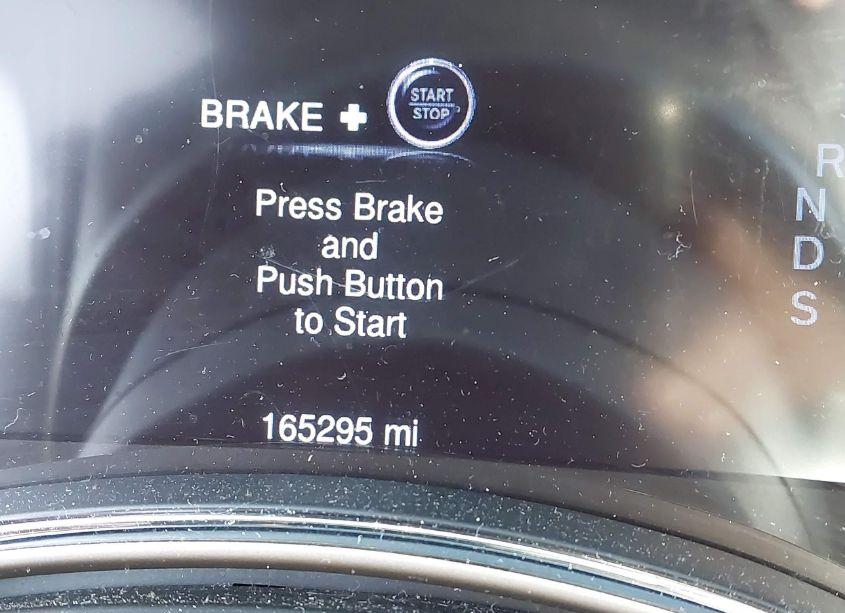 BRAKE + START
STOP
Press Brake
and
Push Button
to Start
165295 mi
R
N
D
S